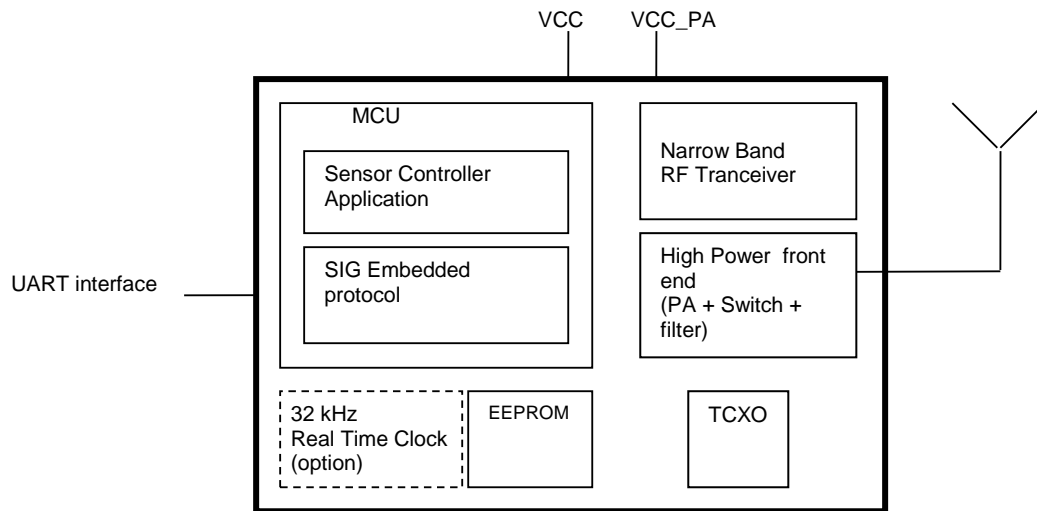 VCC
VCC_PA
MCU
Sensor Controller
Application
SIG Embedded
protocol
Narrow Band
RF Tranceiver
High Power front
end
(PA + Switch +
filter)
UART interface
32 kHz
Real Time Clock
(option)
EEPROM
TCXO